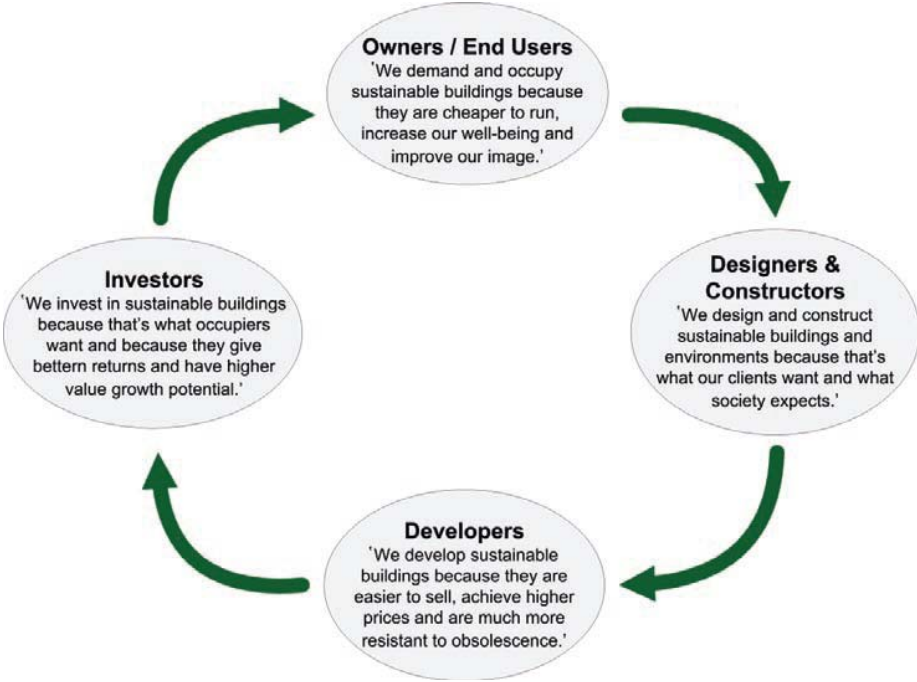 Owners / End Users
‘We demand and occupy
sustainable buildings because
they are cheaper to run,
increase our well-being and
improve our image.’
Designers &
Constructors
‘We design and construct
sustainable buildings and
environments because that’s
what our clients want and what
society expects.’
Developers
‘We develop sustainable
buildings because they are
easier to sell, achieve higher
prices and are much more
resistant to obsolescence.’
Investors
‘We invest in sustainable buildings
because that’s what occupiers
want and because they give
bettern returns and have higher
value growth potential.’